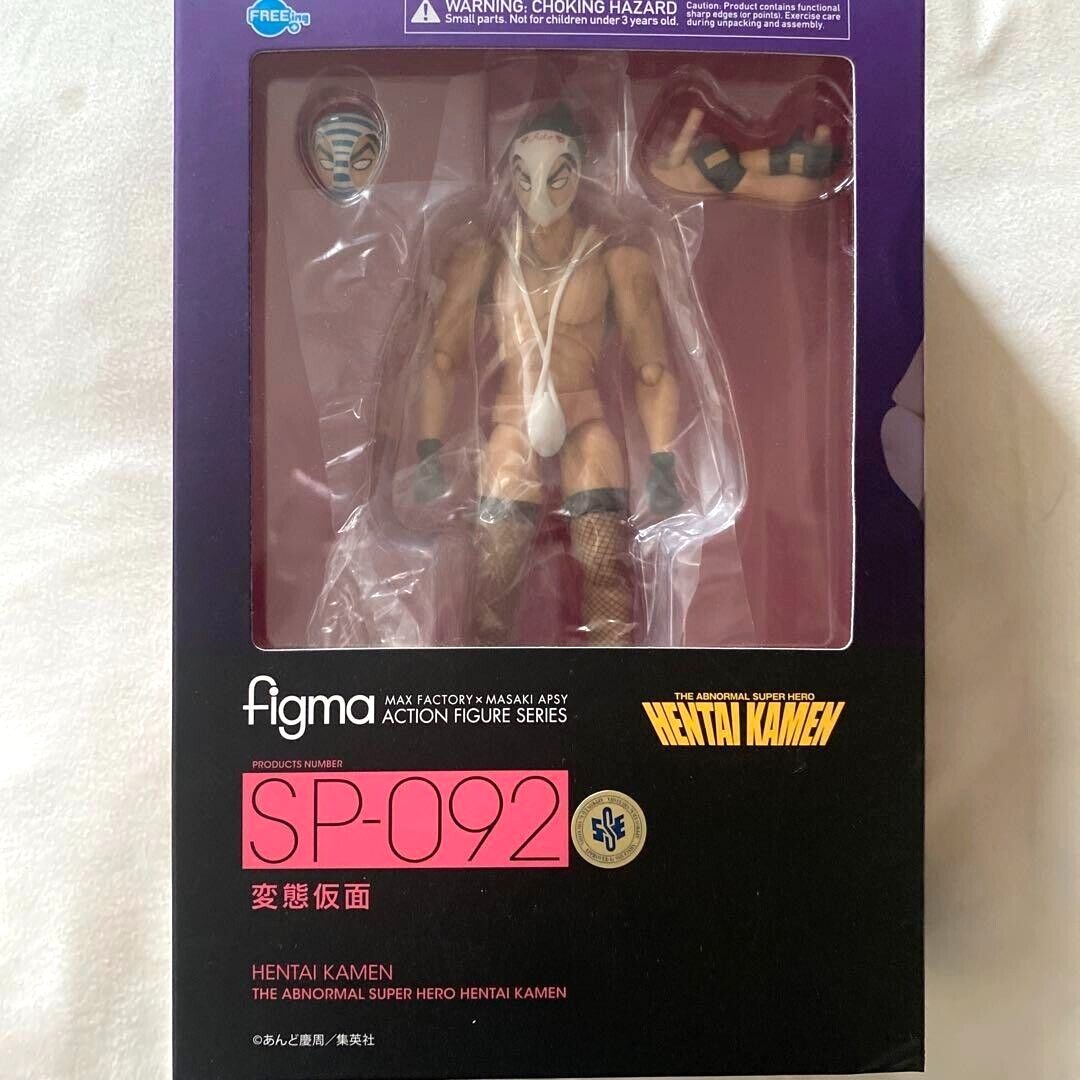 FREEing
WARNING: CHOKING HAZARD
Small parts. Not for children under 3 years old.
Caution: Product contains functional
sharp edges (or points). Exercise care
during unpacking and assembly.
figma
MAX FACTORY×MASAKI APSY
ACTION FIGURE SERIES
THE ABNORMAL SUPER HERO
HENTAI KAMEN
PRODUCTS NUMBER
SP-092
変態仮面
HENTAI KAMEN
THE ABNORMAL SUPER HERO HENTAI KAMEN
©あんど慶周／集英社